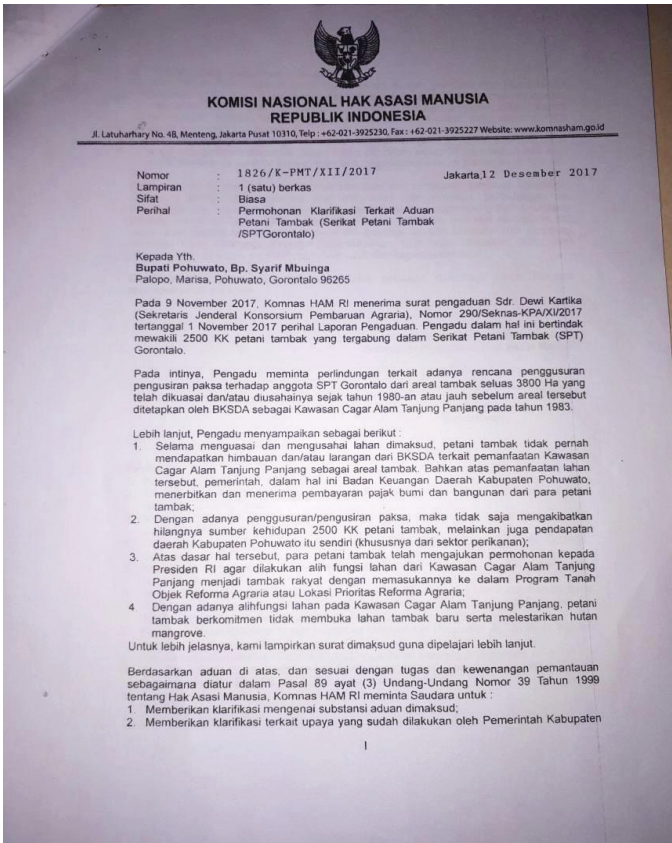 KOMISI NASIONAL HAK ASASI MANUSIA
REPUBLIK INDONESIA
Jl. Latuharhary No. 4B, Menteng, Jakarta Pusat 10310, Telp : +62-021-3925230, Fax : +62-021-3925227 Website: www.komnasham.go.id
Nomor : 1826/K-PMT/XII/2017 Jakarta,12 Desember 2017
Lampiran : 1 (satu) berkas
Sifat : Biasa
Perihal : Permohonan Klarifikasi Terkait Aduan
Petani Tambak (Serikat Petani Tambak
/SPTGorontalo)
Kepada Yth.
Bupati Pohuwato, Bp. Syarif Mbuinga
Palopo, Marisa, Pohuwato, Gorontalo 96265
Pada 9 November 2017, Komnas HAM RI menerima surat pengaduan Sdr. Dewi Kartika
(Sekretaris Jenderal Konsorsium Pembaruan Agraria), Nomor 290/Seknas-KPA/XI/2017
tertanggal 1 November 2017 perihal Laporan Pengaduan. Pengadu dalam hal ini bertindak
mewakili 2500 KK petani tambak yang tergabung dalam Serikat Petani Tambak (SPT)
Gorontalo.
Pada intinya, Pengadu meminta perlindungan terkait adanya rencana penggusuran
pengusiran paksa terhadap anggota SPT Gorontalo dari areal tambak seluas 3800 Ha yang
telah dikuasai dan/atau diusahainya sejak tahun 1980-an atau jauh sebelum areal tersebut
ditetapkan oleh BKSDA sebagai Kawasan Cagar Alam Tanjung Panjang pada tahun 1983.
Lebih lanjut, Pengadu menyampaikan sebagai berikut :
1. Selama menguasai dan mengusahai lahan dimaksud, petani tambak tidak pernah
mendapatkan himbauan dan/atau larangan dari BKSDA terkait pemanfaatan Kawasan
Cagar Alam Tanjung Panjang sebagai areal tambak. Bahkan atas pemanfaatan lahan
tersebut, pemerintah, dalam hal ini Badan Keuangan Daerah Kabupaten Pohuwato,
menerbitkan dan menerima pembayaran pajak bumi dan bangunan dari para petani
tambak;
2. Dengan adanya penggusuran/pengusiran paksa, maka tidak saja mengakibatkan
hilangnya sumber kehidupan 2500 KK petani tambak, melainkan juga pendapatan
daerah Kabupaten Pohuwato itu sendiri (khususnya dari sektor perikanan);
3. Atas dasar hal tersebut, para petani tambak telah mengajukan permohonan kepada
Presiden RI agar dilakukan alih fungsi lahan dari Kawasan Cagar Alam Tanjung
Panjang menjadi tambak rakyat dengan memasukannya ke dalam Program Tanah
Objek Reforma Agraria atau Lokasi Prioritas Reforma Agraria;
4. Dengan adanya alihfungsi lahan pada Kawasan Cagar Alam Tanjung Panjang, petani
tambak berkomitmen tidak membuka lahan tambak baru serta melestarikan hutan
mangrove.
Untuk lebih jelasnya, kami lampirkan surat dimaksud guna dipelajari lebih lanjut.
Berdasarkan aduan di atas, dan sesuai dengan tugas dan kewenangan pemantauan
sebagaimana diatur dalam Pasal 89 ayat (3) Undang-Undang Nomor 39 Tahun 1999
tentang Hak Asasi Manusia, Komnas HAM RI meminta Saudara untuk :
1. Memberikan klarifikasi mengenai substansi aduan dimaksud;
2. Memberikan klarifikasi terkait upaya yang sudah dilakukan oleh Pemerintah Kabupaten
1